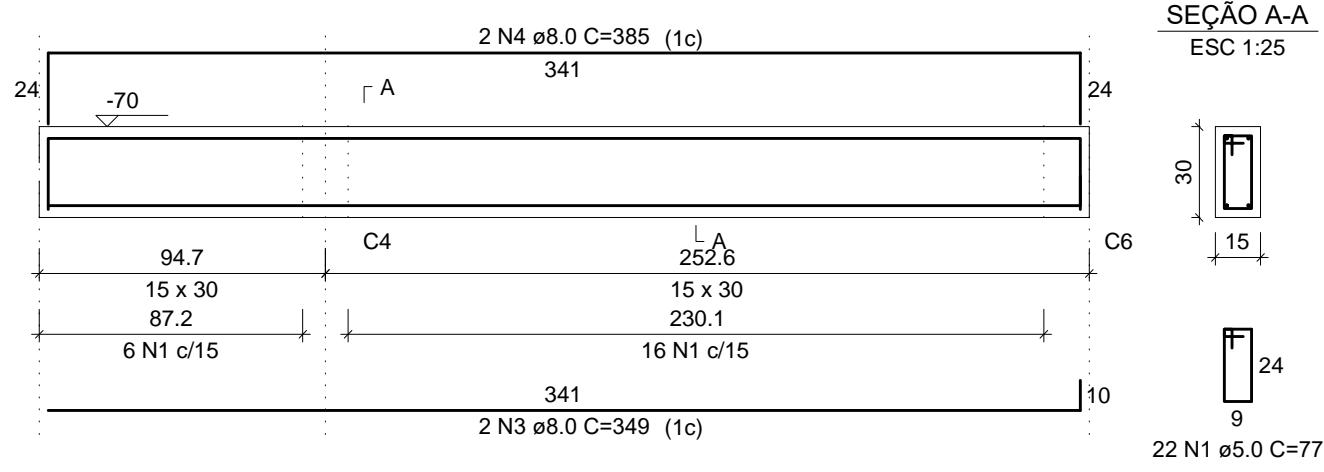 SEÇÃO A-A
ESC 1:25
2 N4 ø8.0 C=385 (1c)
341
24
24
A
-70
30
15
C4
A
C6
94.7
252.6
15 x 30
15 x 30
87.2
230.1
6 N1 c/15
16 N1 c/15
24
9
22 N1 ø5.0 C=77
341
10
2 N3 ø8.0 C=349 (1c)